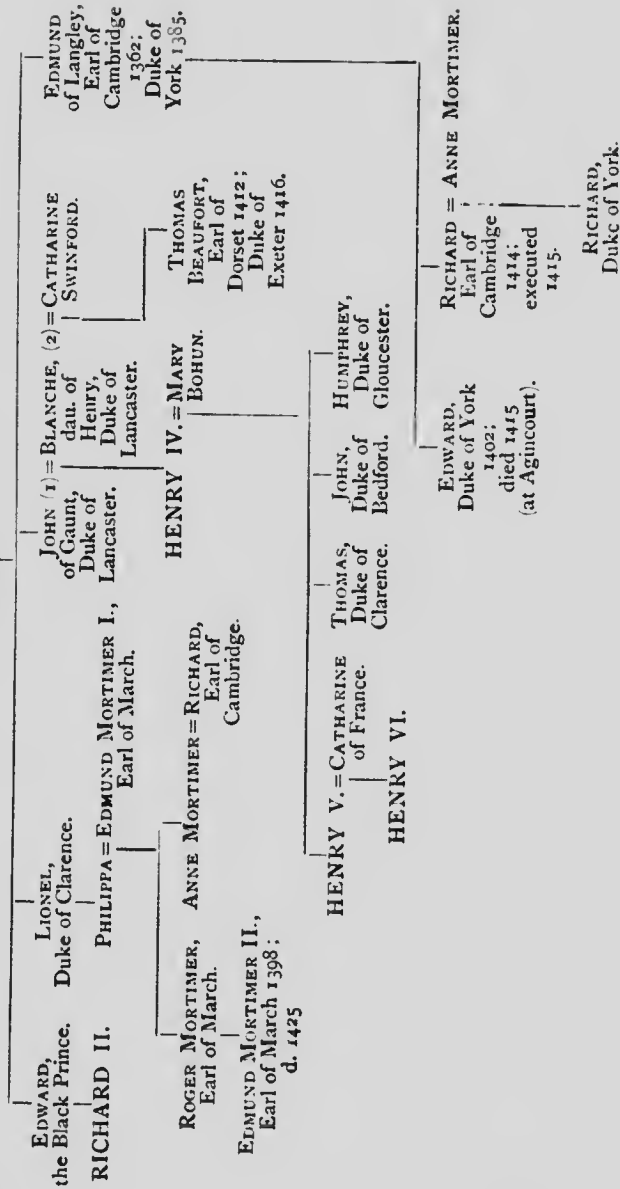 EDWARD,
the Black Prince.
RICHARD II.
LIONEL,
Duke of Clarence.
PHILIPPA = EDMUND MORTIMER I.,
Earl of March.
ROGER MORTIMER,
Earl of March.
EDMUND MORTIMER II.,
Earl of March 1398;
d. 1425
ANNE MORTIMER = RICHARD,
Earl of
Cambridge.
JOHN (1) = BLANCHE, (2) = CATHARINE
of Gaunt,
Duke of
Lancaster.
dau. of
Henry,
Duke of
Lancaster.
SWINFORD.
HENRY IV. = MARY
BOHUN.
THOMAS
BEAUFORT,
Earl of
Dorset 1412;
Duke of
Exeter 1416.
HENRY V. = CATHARINE
of France.
HENRY VI.
THOMAS,
Duke of
Clarence.
JOHN,
Duke of
Bedford.
HUMPHREY,
Duke of
Gloucester.
EDMUND
of Langley,
Earl of
Cambridge
1362;
Duke of
York 1385.
EDWARD,
Duke of York
1402;
died 1415
(at Agincourt).
RICHARD = ANNE MORTIMER.
Earl of
Cambridge
1414;
executed
1415.
RICHARD,
Duke of York.